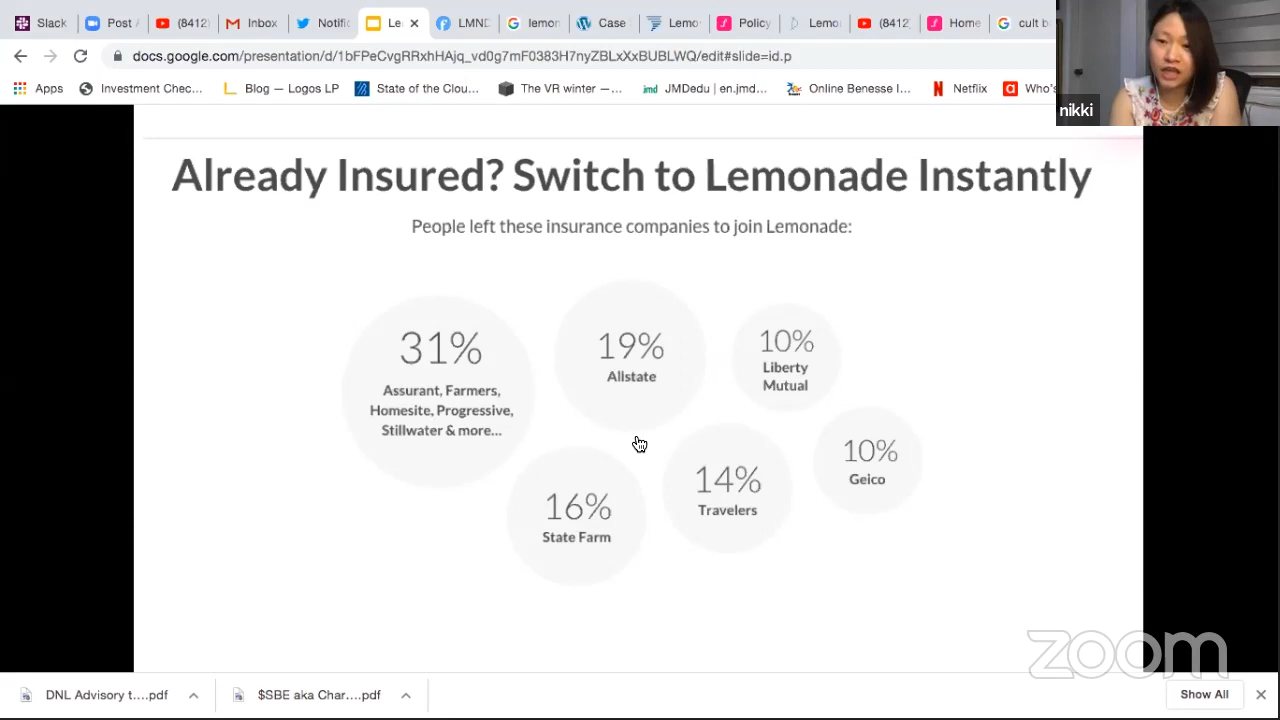 Slack
Post A
(8412)
Inbox
Notific
Le
LMND
lemon
Case
Lemo
Policy
Lemo
(8412)
Home
cult b
docs.google.com/presentation/d/1bFPeCvgRRxhHAjq_vd0g7mF0383H7nyZBLxXxBUBLWQ/edit#slide=id.p
Apps
Investment Chec...
Blog — Logos LP
State of the Clou...
The VR winter —...
jmd JMDedu | en.jmd...
Online Benesse I...
Netflix
Who's
nikki
Already Insured? Switch to Lemonade Instantly
People left these insurance companies to join Lemonade:
31%
Assurant, Farmers,
Homesite, Progressive,
Stillwater & more...
19%
Allstate
10%
Liberty
Mutual
16%
State Farm
14%
Travelers
10%
Geico
zoom
DNL Advisory t....pdf
$SBE aka Char....pdf
Show All